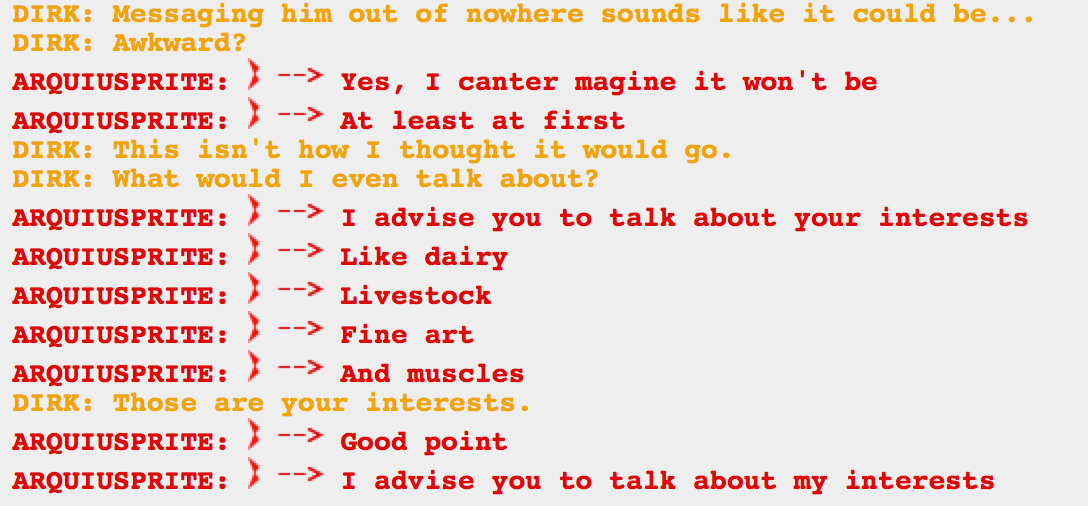 DIRK: Messaging him out of nowhere sounds like it could be...
DIRK: Awkward?
ARQUIUSPRITE: --> Yes, I canter magine it won't be
ARQUIUSPRITE: --> At least at first
DIRK: This isn't how I thought it would go.
DIRK: What would I even talk about?
ARQUIUSPRITE: --> I advise you to talk about your interests
ARQUIUSPRITE: --> Like dairy
ARQUIUSPRITE: --> Livestock
ARQUIUSPRITE: --> Fine art
ARQUIUSPRITE: --> And muscles
DIRK: Those are your interests.
ARQUIUSPRITE: --> Good point
ARQUIUSPRITE: --> I advise you to talk about my interests